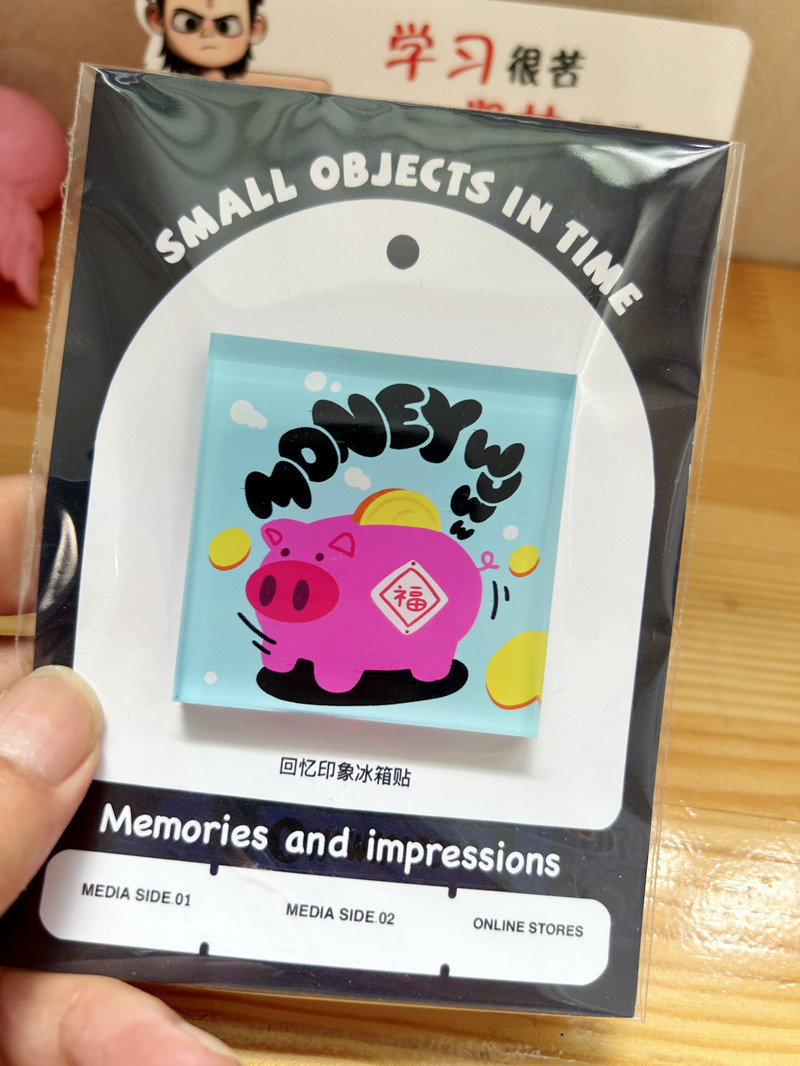 学习很苦
SMALL OBJECTS IN TIME
MONEY
福
回忆印象冰箱贴
Memories and impressions
MEDIA SIDE.01
MEDIA SIDE.02
ONLINE STORES